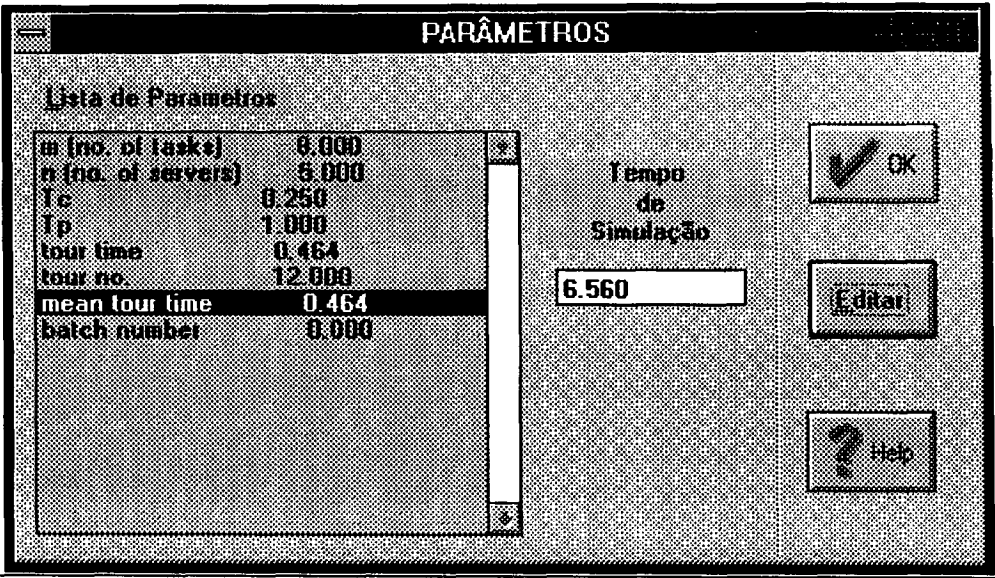 PARÂMETROS
Lista de Parametros
m (no. of tasks) 6.000
n (no. of servers) 6.000
Tc 0.250
Tp 1.000
tour time 0.464
tour no. 12.000
mean tour time 0.464
batch number 0.000
Tempo
de
Simulação
6.560
OK
Editar
Help